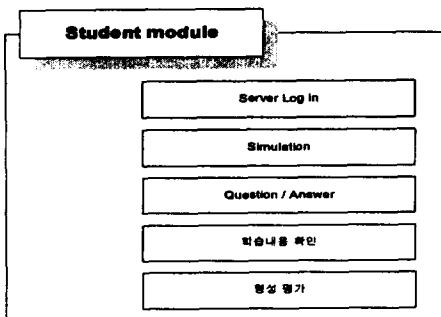 Student module
Server Log in
Simulation
Question / Answer
학습내용 확인
형성 평가